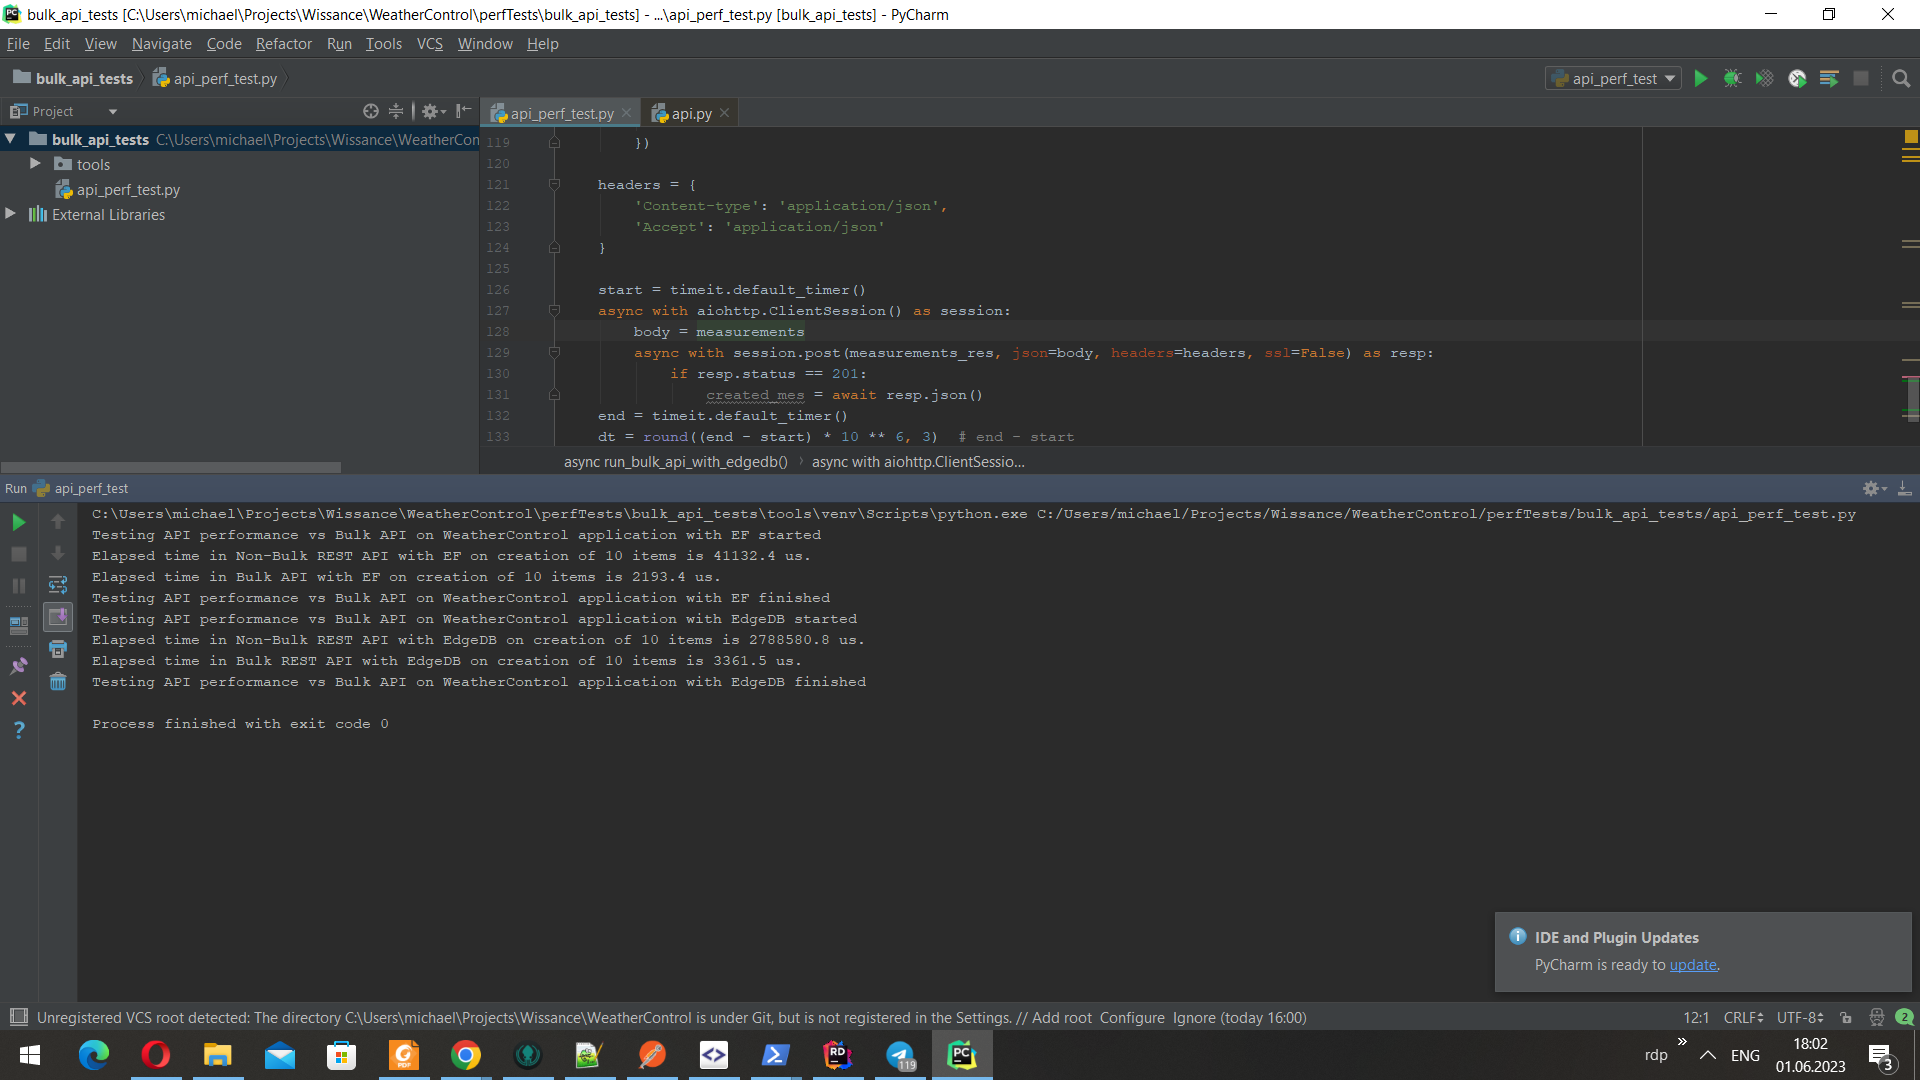 bulk_api_tests [C:\Users\michael\Projects\Wissance\WeatherControl\perfTests\bulk_api_tests] - ...\api_perf_test.py [bulk_api_tests] - PyCharm
File Edit View Navigate Code Refactor Run Tools VCS Window Help
bulk_api_tests api_perf_test.py api_perf_test
Project
api_perf_test.py api.py
bulk_api_tests C:\Users\michael\Projects\Wissance\WeatherCon
tools
api_perf_test.py
External Libraries
119 })
120
121 headers = {
122 'Content-type': 'application/json',
123 'Accept': 'application/json'
124 }
125
126 start = timeit.default_timer()
127 async with aiohttp.ClientSession() as session:
128 body = measurements
129 async with session.post(measurements_res, json=body, headers=headers, ssl=False) as resp:
130 if resp.status == 201:
131 created_mes = await resp.json()
132 end = timeit.default_timer()
133 dt = round((end - start) * 10 ** 6, 3)  # end - start
async run_bulk_api_with_edgedb() › async with aiohttp.ClientSessio...
Run api_perf_test
C:\Users\michael\Projects\Wissance\WeatherControl\perfTests\bulk_api_tests\tools\venv\Scripts\python.exe C:/Users/michael/Projects/Wissance/WeatherControl/perfTests/bulk_api_tests/api_perf_test.py
Testing API performance vs Bulk API on WeatherControl application with EF started
Elapsed time in Non-Bulk REST API with EF on creation of 10 items is 41132.4 us.
Elapsed time in Bulk API with EF on creation of 10 items is 2193.4 us.
Testing API performance vs Bulk API on WeatherControl application with EF finished
Testing API performance vs Bulk API on WeatherControl application with EdgeDB started
Elapsed time in Non-Bulk REST API with EdgeDB on creation of 10 items is 2788580.8 us.
Elapsed time in Bulk REST API with EdgeDB on creation of 10 items is 3361.5 us.
Testing API performance vs Bulk API on WeatherControl application with EdgeDB finished
Process finished with exit code 0
IDE and Plugin Updates
PyCharm is ready to update.
Unregistered VCS root detected: The directory C:\Users\michael\Projects\Wissance\WeatherControl is under Git, but is not registered in the Settings. // Add root Configure Ignore (today 16:00)
12:1 CRLF UTF-8 2
PDF
RD
119
PC
rdp » ENG
18:02
01.06.2023
3